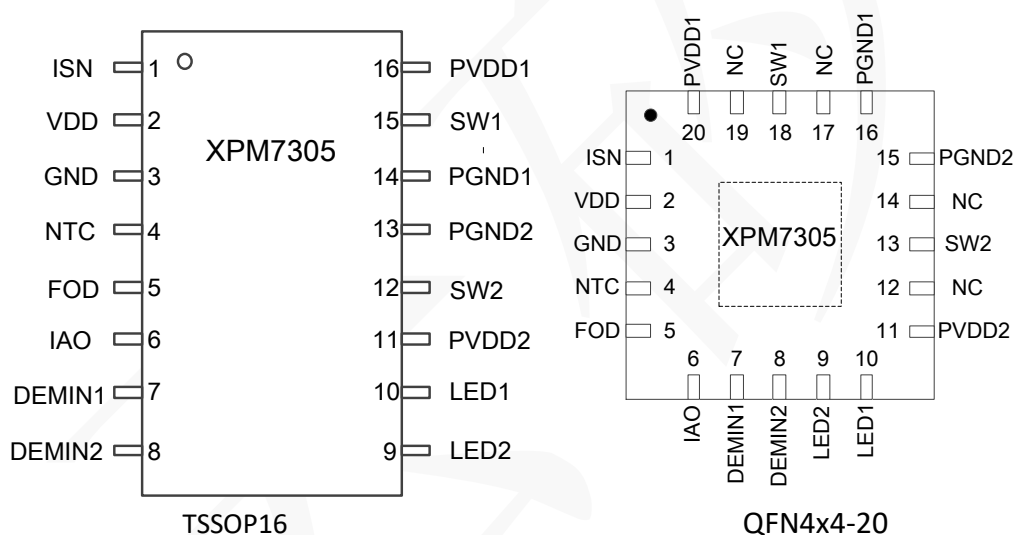 ISN 1 16 PVDD1
VDD 2 15 SW1
XPM7305
GND 3 14 PGND1
NTC 4 13 PGND2
FOD 5 12 SW2
IAO 6 11 PVDD2
DEMIN1 7 10 LED1
DEMIN2 8 9 LED2
TSSOP16
PVDD1 NC SW1 NC PGND1
20 19 18 17 16
ISN 1 15 PGND2
VDD 2 14 NC
XPM7305
GND 3 13 SW2
NTC 4 12 NC
FOD 5 11 PVDD2
6 7 8 9 10
IAO DEMIN1 DEMIN2 LED2 LED1
QFN4x4-20